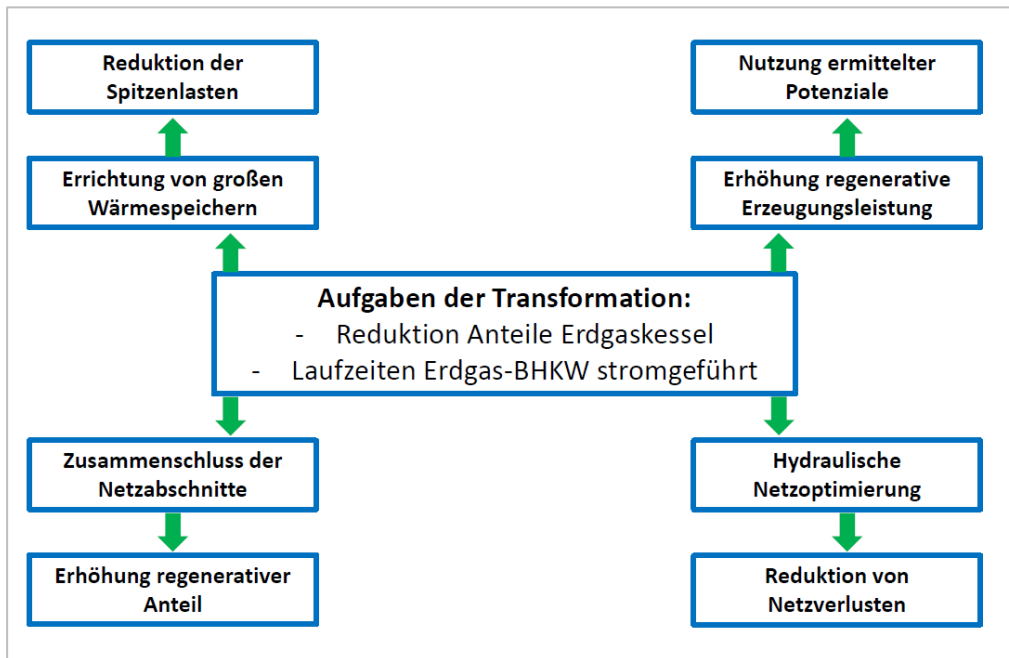 Reduktion der
Spitzenlasten
Nutzung ermittelter
Potenziale
Errichtung von großen
Wärmespeichern
Erhöhung regenerative
Erzeugungsleistung
Aufgaben der Transformation:
- Reduktion Anteile Erdgaskessel
- Laufzeiten Erdgas-BHKW stromgeführt
Zusammenschluss der
Netzabschnitte
Hydraulische
Netzoptimierung
Erhöhung regenerativer
Anteil
Reduktion von
Netzverlusten